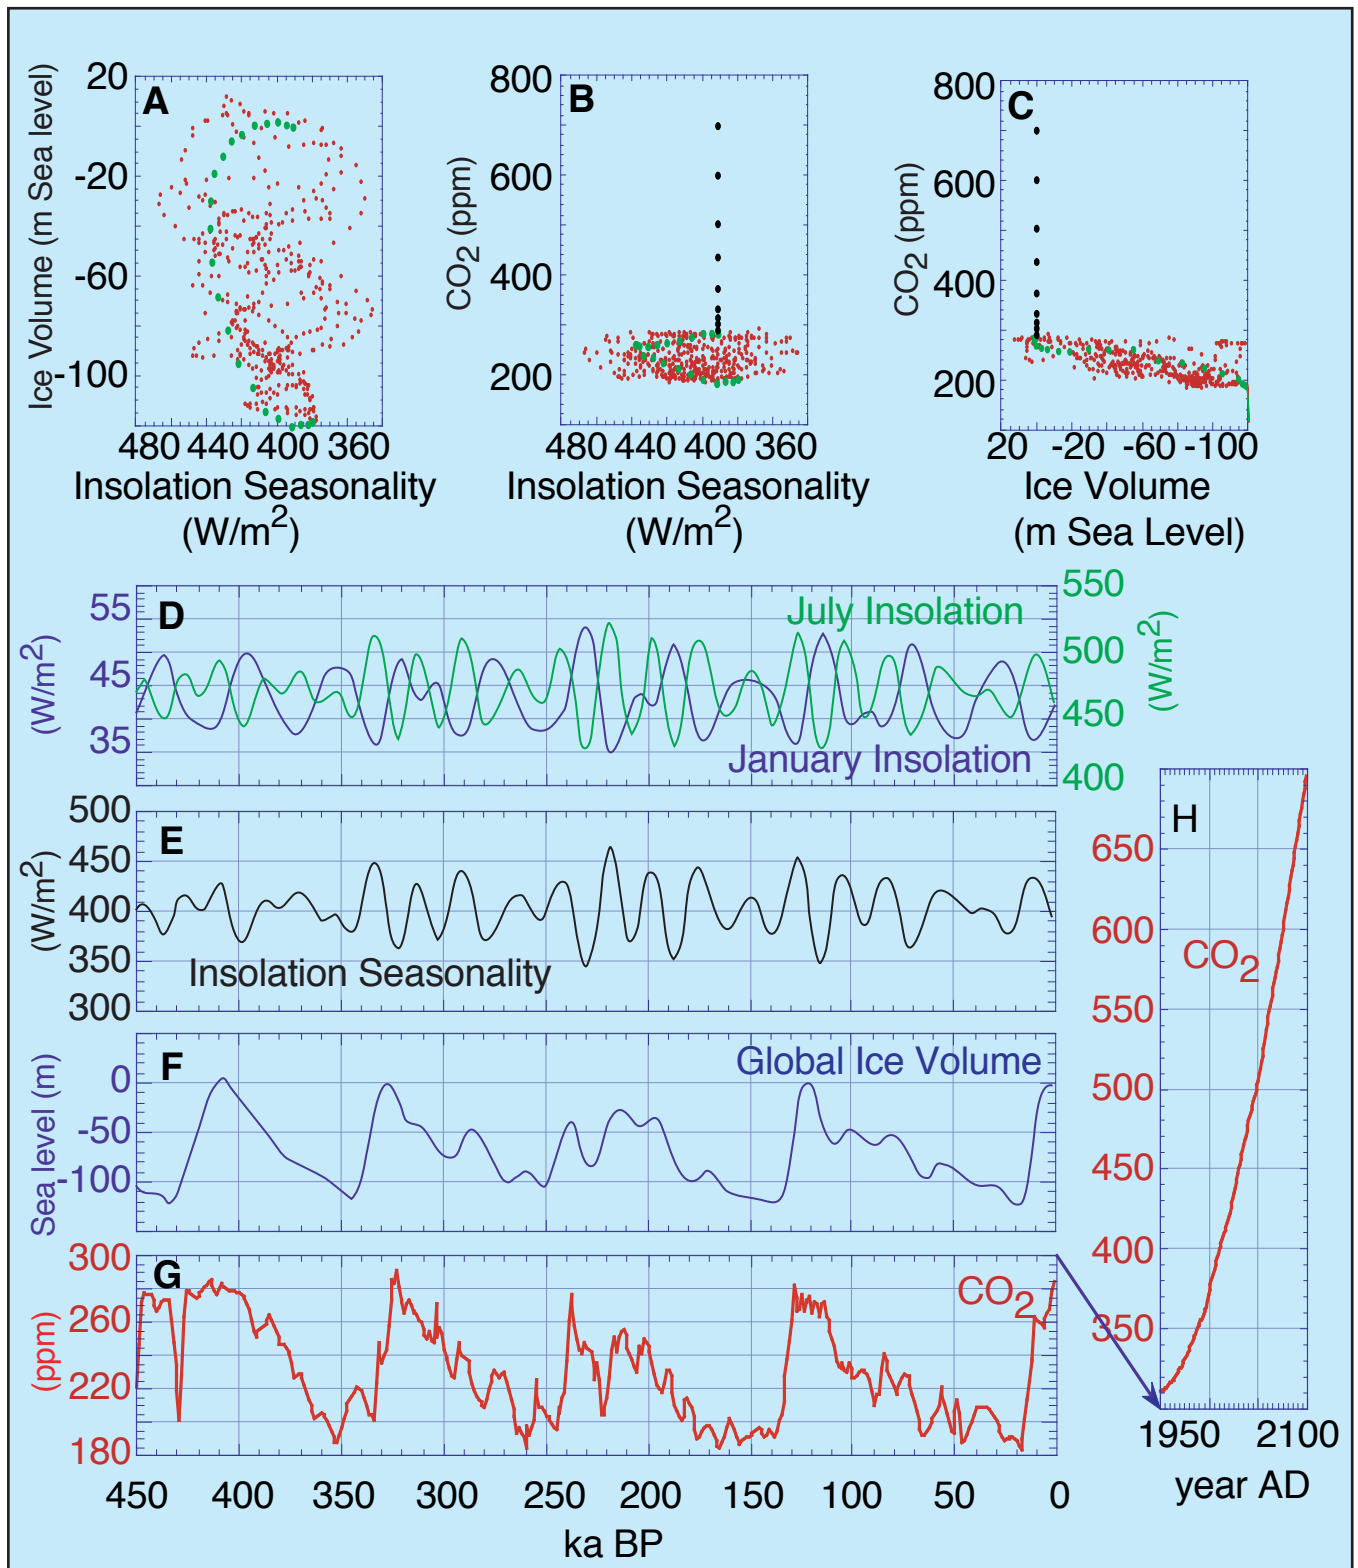 A
20
-20
-60
-100
Ice Volume (m Sea level)
480 440 400 360
Insolation Seasonality
(W/m2)
B
800
600
400
200
CO2 (ppm)
480 440 400 360
Insolation Seasonality
(W/m2)
C
800
600
400
200
CO2 (ppm)
20 -20 -60 -100
Ice Volume
(m Sea Level)
D
55
45
35
(W/m2)
July Insolation
January Insolation
550
500
450
400
(W/m2)
E
500
450
400
350
300
(W/m2)
Insolation Seasonality
F
0
-50
-100
Sea level (m)
Global Ice Volume
G
300
260
220
180
(ppm)
CO2
450 400 350 300 250 200 150 100 50 0
ka BP
H
650
600
550
500
450
400
350
CO2
1950 2100
year AD